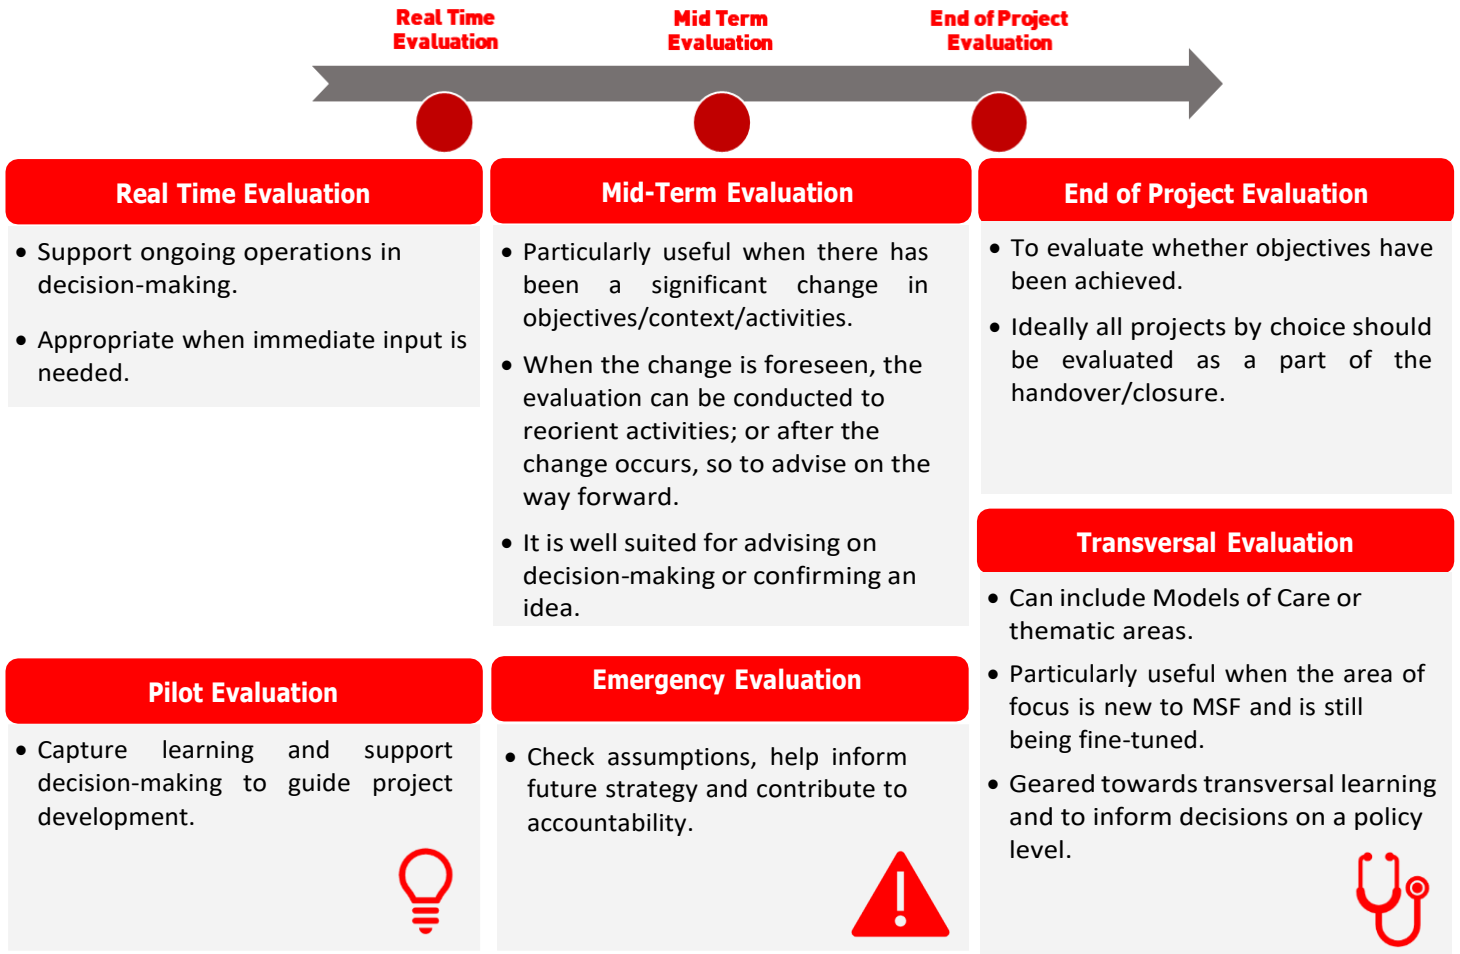 Real Time
Evaluation
Mid Term
Evaluation
End of Project
Evaluation
Real Time Evaluation
• Support ongoing operations in
decision-making.
• Appropriate when immediate input is
needed.
Mid-Term Evaluation
• Particularly useful when there has
been a significant change in
objectives/context/activities.
• When the change is foreseen, the
evaluation can be conducted to
reorient activities; or after the
change occurs, so to advise on the
way forward.
• It is well suited for advising on
decision-making or confirming an
idea.
End of Project Evaluation
• To evaluate whether objectives have
been achieved.
• Ideally all projects by choice should
be evaluated as a part of the
handover/closure.
Pilot Evaluation
• Capture learning and support
decision-making to guide project
development.
Emergency Evaluation
• Check assumptions, help inform
future strategy and contribute to
accountability.
Transversal Evaluation
• Can include Models of Care or
thematic areas.
• Particularly useful when the area of
focus is new to MSF and is still
being fine-tuned.
• Geared towards transversal learning
and to inform decisions on a policy
level.